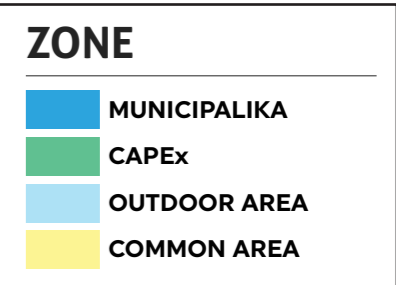 ZONE
MUNICIPALIKA
CAPEx
OUTDOOR AREA
COMMON AREA